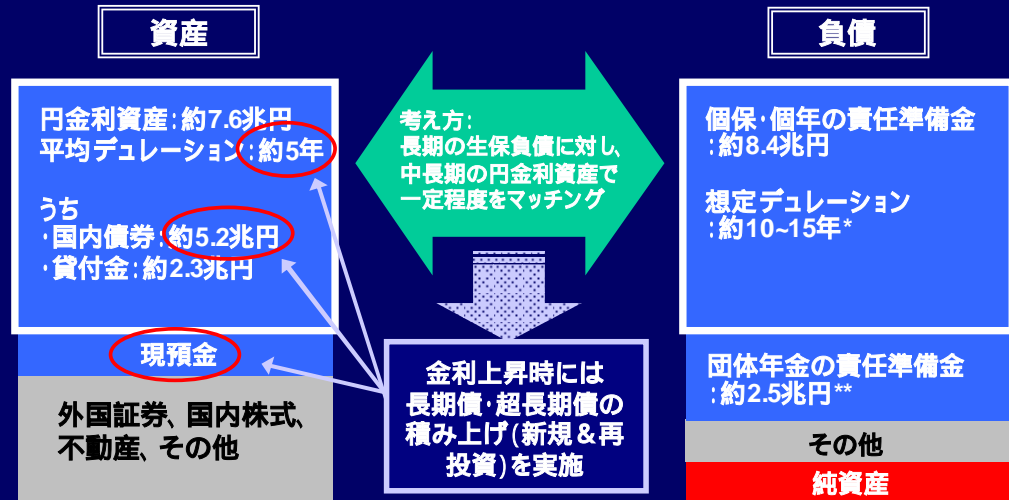 資産
円金利資産：約7.6兆円
平均デュレーション：約5年
うち
・国内債券：約5.2兆円
・貸付金：約2.3兆円
現預金
外国証券、国内株式、
不動産、その他
考え方：
長期の生保負債に対し、
中長期の円金利資産で
一定程度をマッチング
金利上昇時には
長期債・超長期債の
積み上げ（新規＆再
投資）を実施
負債
個保・個年の責任準備金
：約8.4兆円
想定デュレーション
：約10~15年*
団体年金の責任準備金
：約2.5兆円**
その他
純資産